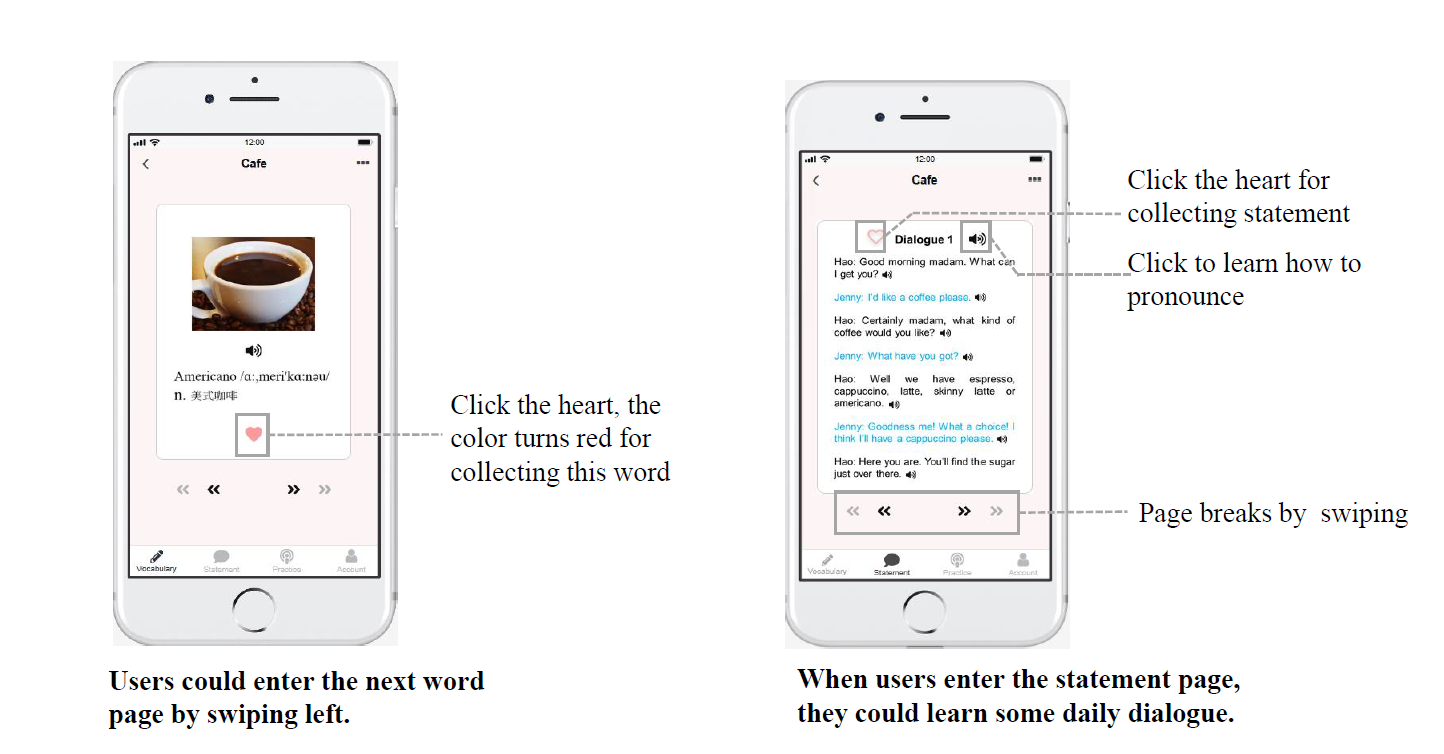 12:00
Cafe
Americano /ɑ:,meri'kɑ:nəu/
n. 美式咖啡
Vocabulary
Statement
Practice
Account
Click the heart, the
color turns red for
collecting this word
Users could enter the next word
page by swiping left.
12:00
Cafe
Dialogue 1
Hao: Good morning madam. What can
I get you?
Jenny: I'd like a coffee please.
Hao: Certainly madam, what kind of
coffee would you like?
Jenny: What have you got?
Hao: Well we have espresso,
cappuccino, latte, skinny latte or
americano.
Jenny: Goodness me! What a choice! I
think I'll have a cappuccino please.
Hao: Here you are. You'll find the sugar
just over there.
Vocabulary
Statement
Practice
Account
Click the heart for
collecting statement
Click to learn how to
pronounce
Page breaks by swiping
When users enter the statement page,
they could learn some daily dialogue.